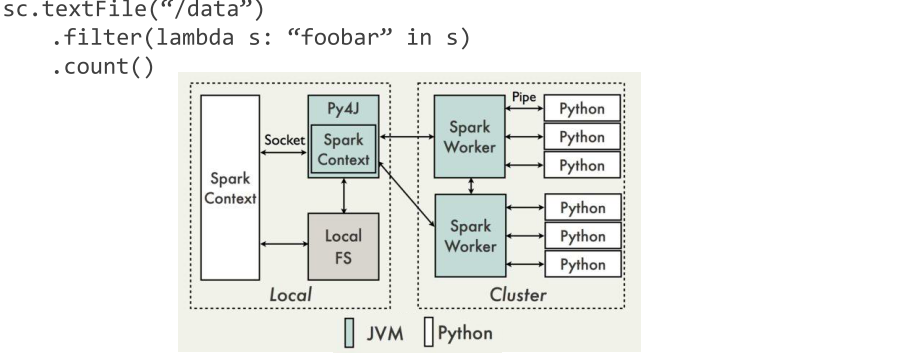 sc.textFile(“/data”)
.filter(lambda s: “foobar” in s)
.count()
Spark
Context
Socket
Py4J
Spark
Context
Local
FS
Local
Spark
Worker
Pipe
Python
Python
Python
Spark
Worker
Python
Python
Python
Cluster
JVM
Python